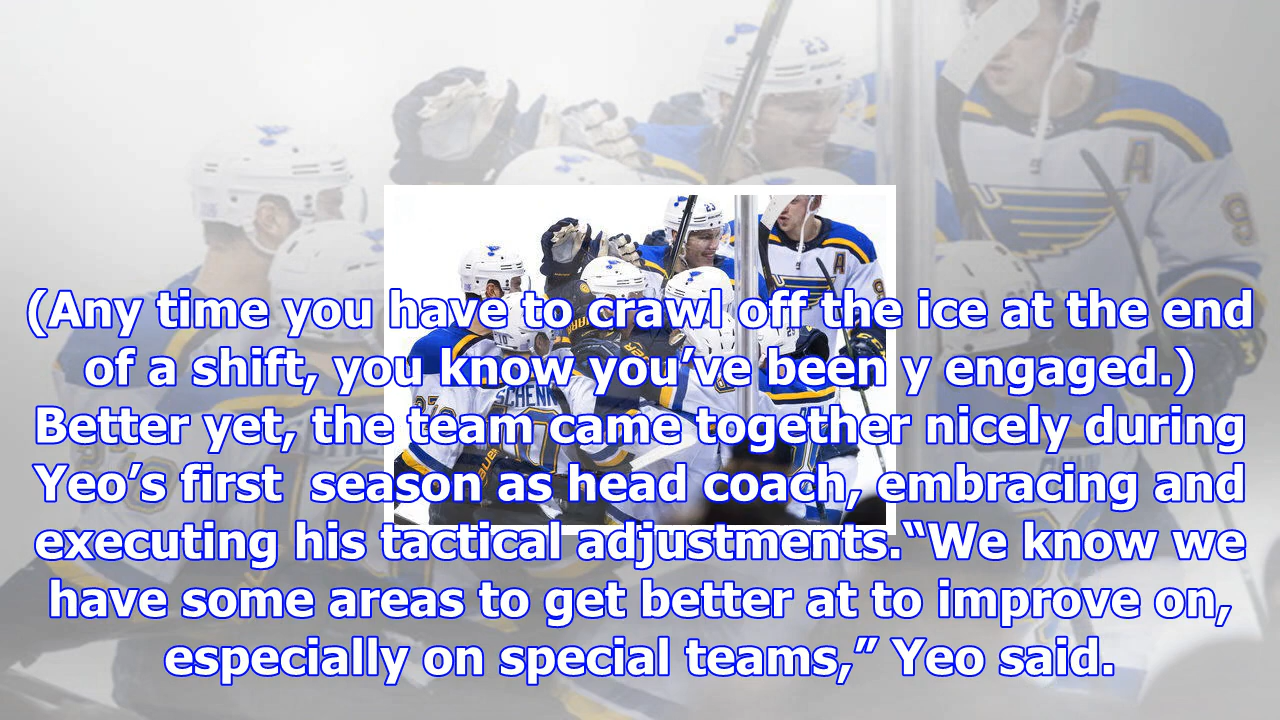 (Any time you have to crawl off the ice at the end
of a shift, you know you’ve been y engaged.)
Better yet, the team came together nicely during
Yeo’s first  season as head coach, embracing and
executing his tactical adjustments.“We know we
have some areas to get better at to improve on,
especially on special teams,” Yeo said.
23
A
SCHENN
10